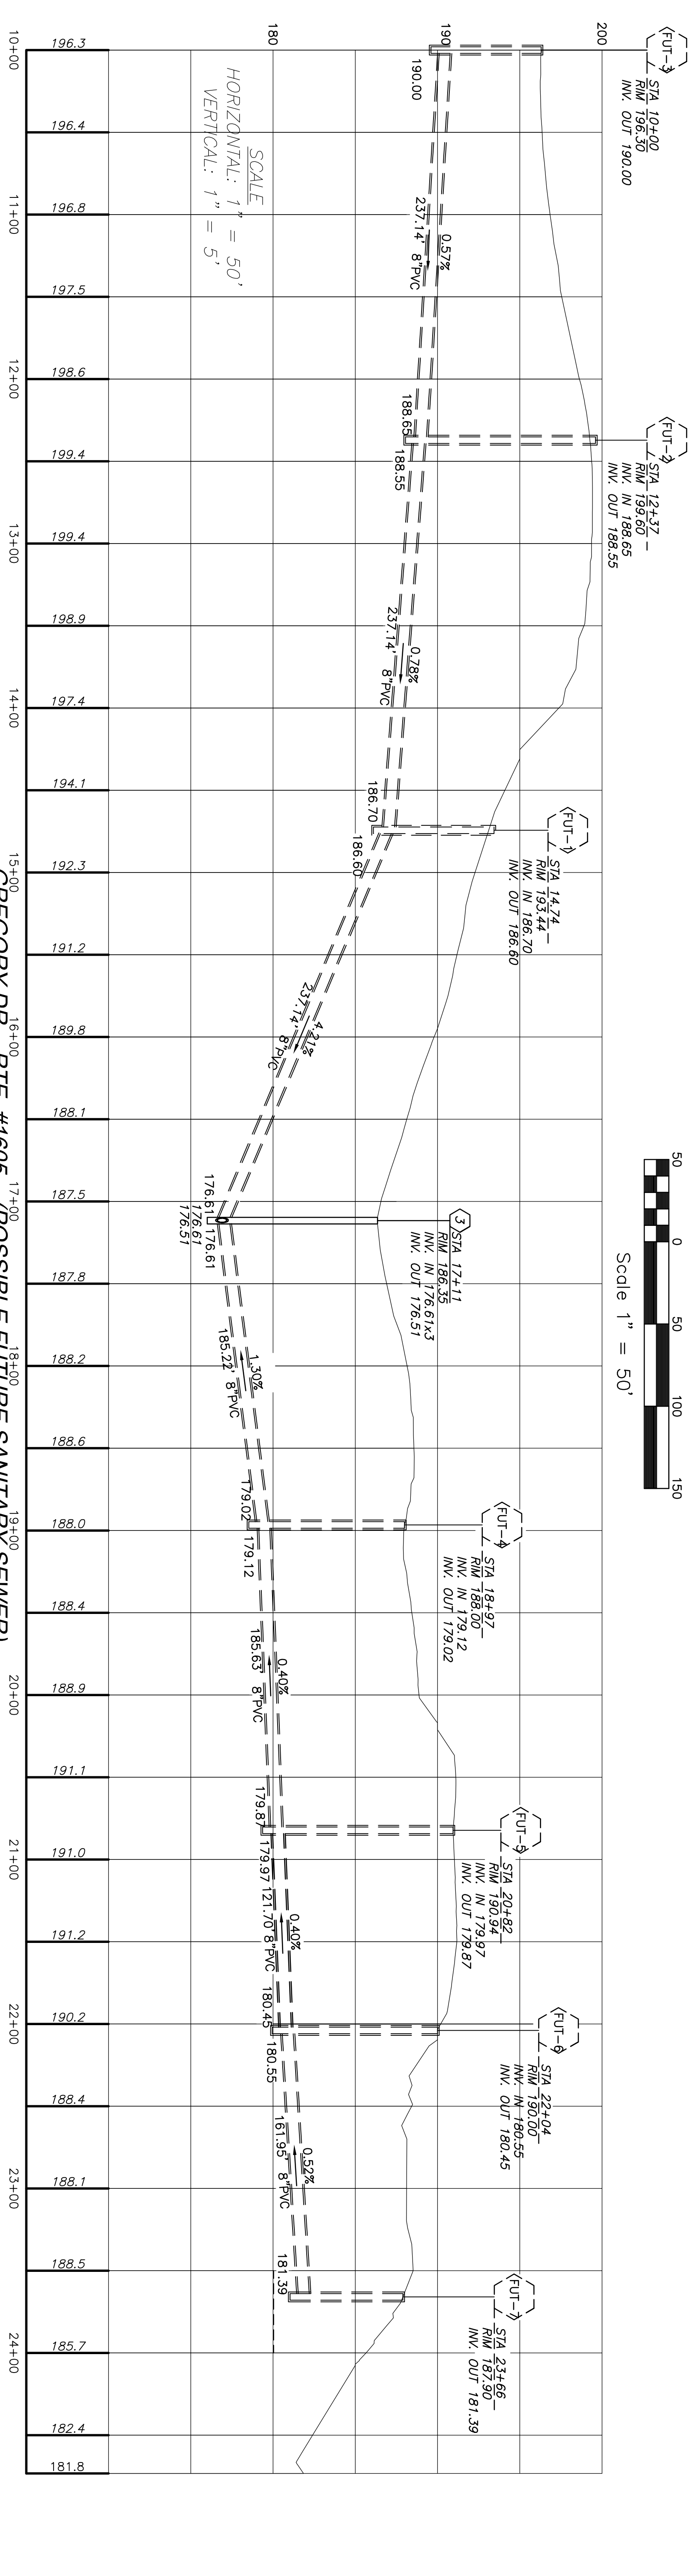 50 0 50 100 150
Scale 1" = 50'
FUT-3
STA 10+00
RIM 196.30
INV. OUT 190.00
FUT-2
STA 12+37
RIM 199.60
INV. IN 188.65
INV. OUT 188.55
FUT-1
STA 14.74
RIM 193.44
INV. IN 186.70
INV. OUT 186.60
3
STA 17+11
RIM 186.35
INV. IN 176.61x3
INV. OUT 176.51
FUT-4
STA 18+97
RIM 188.00
INV. IN 179.12
INV. OUT 179.02
FUT-5
STA 20+82
RIM 190.94
INV. IN 179.97
INV. OUT 179.87
FUT-6
STA 22+04
RIM 190.00
INV. IN 180.55
INV. OUT 180.45
FUT-7
STA 23+66
RIM 187.90
INV. OUT 181.39
200
190
180
190.00
0.57%
237.14' 8"PVC
188.65
188.55
0.78%
237.14' 8"PVC
186.70
186.60
4.21%
237.14' 8"PVC
176.61
176.61
176.61
176.51
1.30%
185.22' 8"PVC
179.02
179.12
0.40%
185.63' 8"PVC
179.87
179.97
0.40%
121.70' 8"PVC
180.45
180.55
0.52%
161.95' 8"PVC
181.39
SCALE
HORIZONTAL: 1" = 50'
VERTICAL: 1" = 5'
196.3 196.4 196.8 197.5 198.6 199.4 199.4 198.9 197.4 194.1 192.3 191.2 189.8 188.1 187.5 187.8 188.2 188.6 188.0 188.4 188.9 191.1 191.0 191.2 190.2 188.4 188.1 188.5 185.7 182.4 181.8
10+00 11+00 12+00 13+00 14+00 15+00 16+00 17+00 18+00 19+00 20+00 21+00 22+00 23+00 24+00
GREGORY DR. RTE. #1695 (POSSIBLE FUTURE SANITARY SEWER)